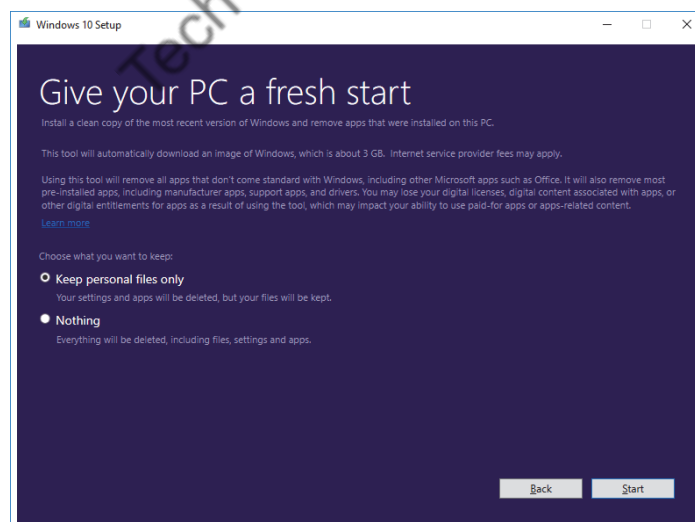 Tech
Windows 10 Setup
Give your PC a fresh start
Install a clean copy of the most recent version of Windows and remove apps that were installed on this PC.
This tool will automatically download an image of Windows, which is about 3 GB. Internet service provider fees may apply.
Using this tool will remove all apps that don't come standard with Windows, including other Microsoft apps such as Office. It will also remove most
pre-installed apps, including manufacturer apps, support apps, and drivers. You may lose your digital licenses, digital content associated with apps, or
other digital entitlements for apps as a result of using the tool, which may impact your ability to use paid-for apps or apps-related content.
Learn more
Choose what you want to keep:
Keep personal files only
Your settings and apps will be deleted, but your files will be kept.
Nothing
Everything will be deleted, including files, settings and apps.
Back
Start